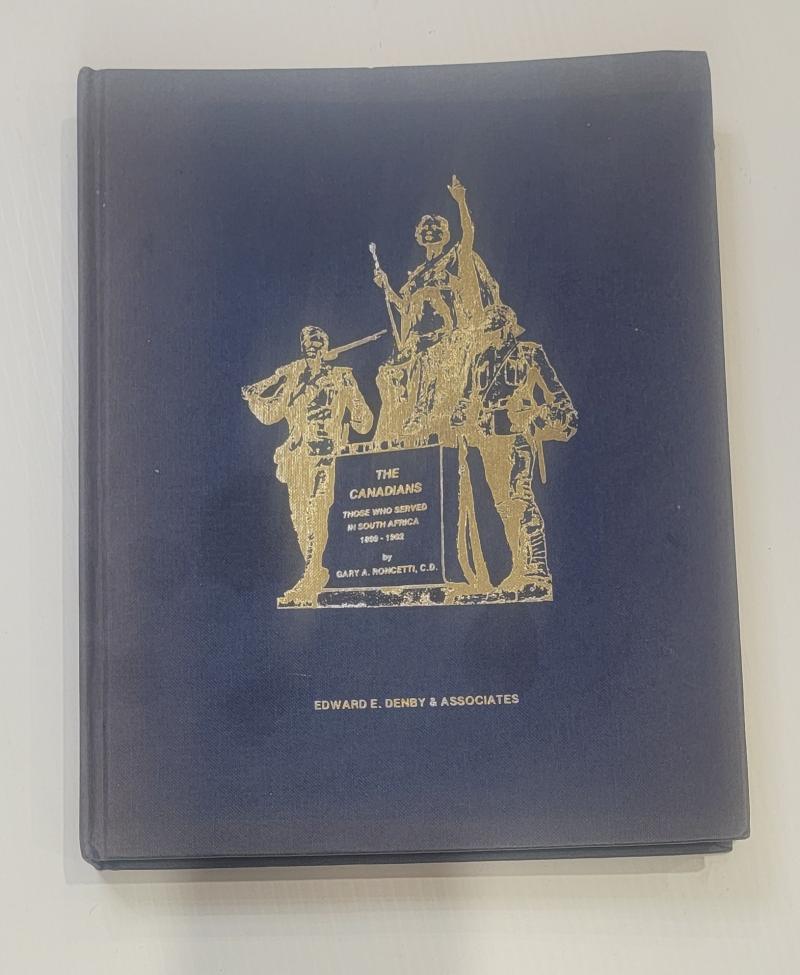 THE
CANADIANS
THOSE WHO SERVED
IN SOUTH AFRICA
1899 - 1902
by
GARY A. RONCETTI, C.D.
EDWARD E. DENBY & ASSOCIATES